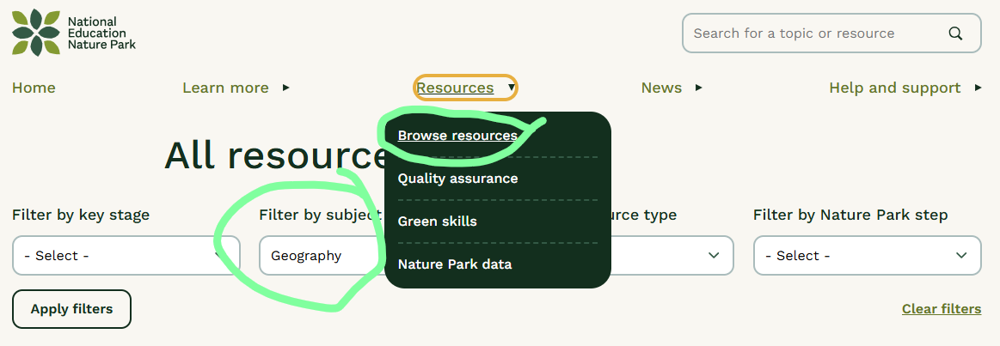 National
Education
Nature Park
Search for a topic or resource
Home
Learn more
Resources
News
Help and support
Browse resources
Quality assurance
Green skills
Nature Park data
All resource
Filter by key stage
Filter by subject
urce type
Filter by Nature Park step
- Select -
Geography
- Select -
Apply filters
Clear filters